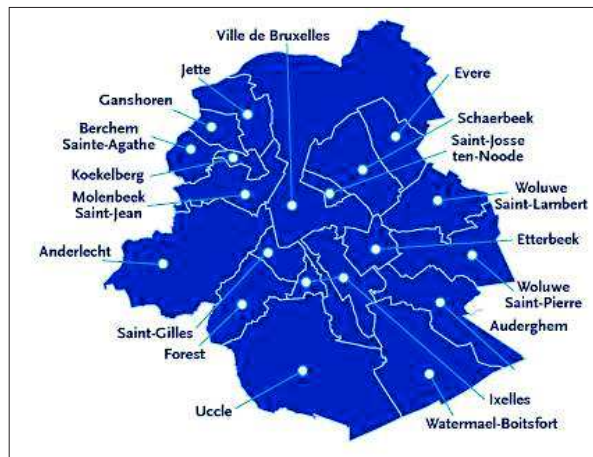 Ville de Bruxelles
Jette
Evere
Ganshoren
Schaerbeek
Berchem
Sainte-Agathe
Saint-Josse
ten-Noode
Koekelberg
Molenbeek
Saint-Jean
Woluwe
Saint-Lambert
Etterbeek
Anderlecht
Woluwe
Saint-Pierre
Saint-Gilles
Auderghem
Forest
Ixelles
Uccle
Watermael-Boitsfort